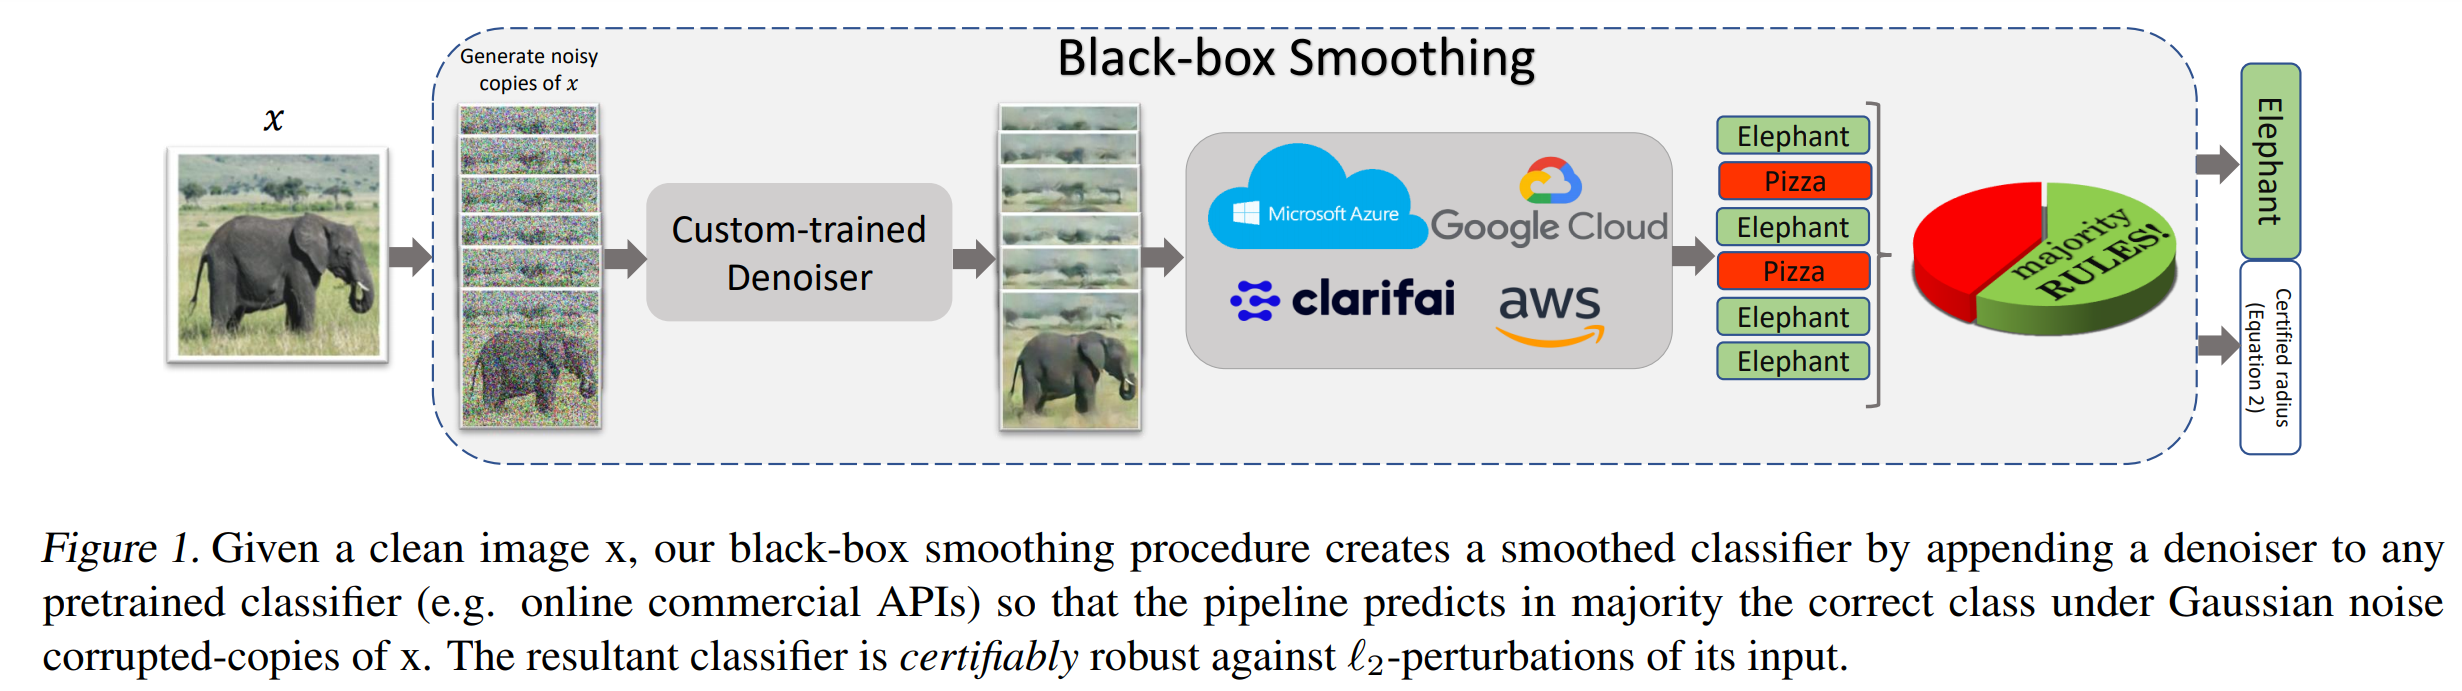 Black-box Smoothing
Generate noisy
copies of x
x
Custom-trained
Denoiser
Microsoft Azure
Google Cloud
clarifai
aws
Elephant
Pizza
Elephant
Pizza
Elephant
Elephant
majority
RULES!
Elephant
Certified radius
(Equation 2)
Figure 1. Given a clean image x, our black-box smoothing procedure creates a smoothed classifier by appending a denoiser to any
pretrained classifier (e.g. online commercial APIs) so that the pipeline predicts in majority the correct class under Gaussian noise
corrupted-copies of x. The resultant classifier is certifiably robust against ℓ₂-perturbations of its input.